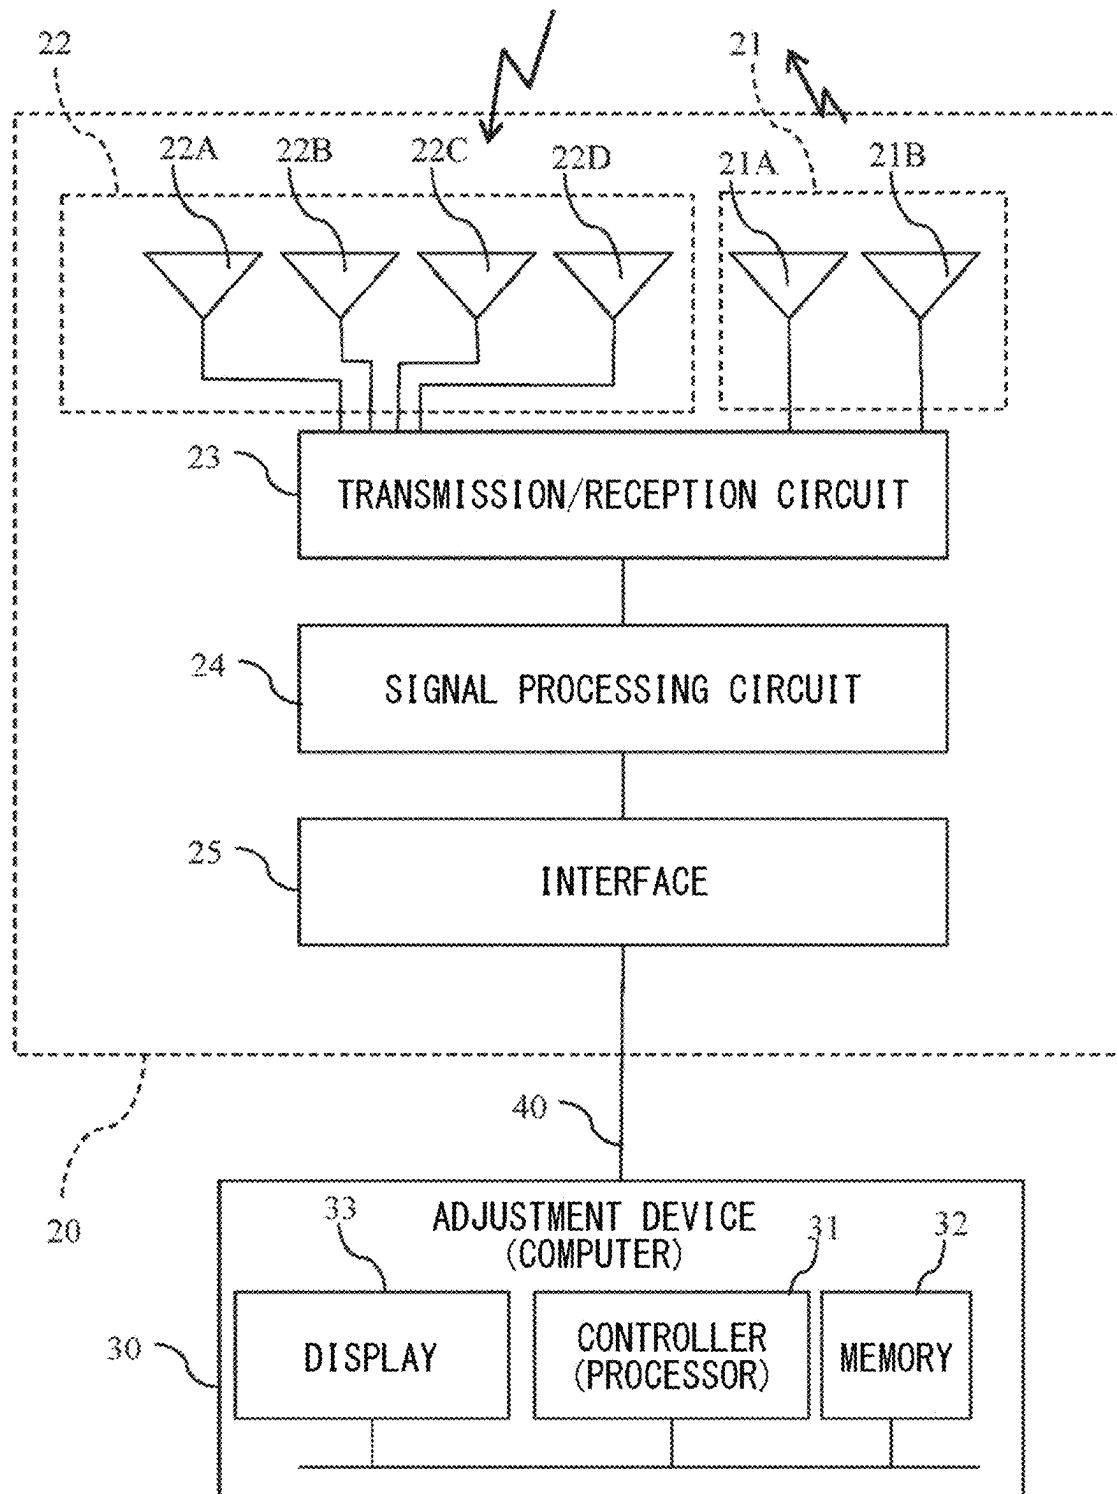 22
21
22A
22B
22C
22D
21A
21B
23
TRANSMISSION/RECEPTION CIRCUIT
24
SIGNAL PROCESSING CIRCUIT
25
INTERFACE
40
20
33
ADJUSTMENT DEVICE
(COMPUTER)
31
32
30
DISPLAY
CONTROLLER
(PROCESSOR)
MEMORY